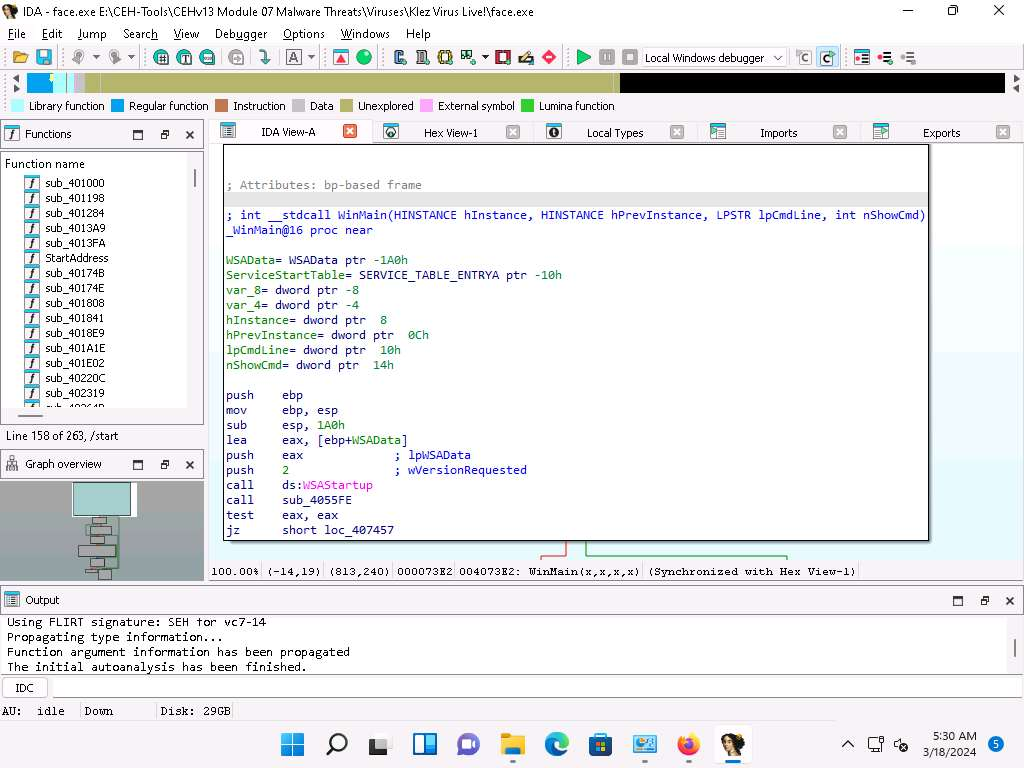 IDA - face.exe E:\CEH-Tools\CEHv13 Module 07 Malware Threats\Viruses\Klez Virus Live!\face.exe
File Edit Jump Search View Debugger Options Windows Help
Local Windows debugger
Library function Regular function Instruction Data Unexplored External symbol Lumina function
Functions
IDA View-A Hex View-1 Local Types Imports Exports
Function name
sub_401000
sub_401198
sub_401284
sub_4013A9
sub_4013FA
StartAddress
sub_40174B
sub_40174E
sub_401808
sub_401841
sub_4018E9
sub_401A1E
sub_401E02
sub_40220C
sub_402319
Line 158 of 263, /start
Graph overview
; Attributes: bp-based frame
; int __stdcall WinMain(HINSTANCE hInstance, HINSTANCE hPrevInstance, LPSTR lpCmdLine, int nShowCmd)
_WinMain@16 proc near
WSAData= WSAData ptr -1A0h
ServiceStartTable= SERVICE_TABLE_ENTRYA ptr -10h
var_8= dword ptr -8
var_4= dword ptr -4
hInstance= dword ptr  8
hPrevInstance= dword ptr  0Ch
lpCmdLine= dword ptr  10h
nShowCmd= dword ptr  14h
push    ebp
mov     ebp, esp
sub     esp, 1A0h
lea     eax, [ebp+WSAData]
push    eax             ; lpWSAData
push    2               ; wVersionRequested
call    ds:WSAStartup
call    sub_4055FE
test    eax, eax
jz      short loc_407457
100.00% (-14,19) (813,240) 000073E2 004073E2: WinMain(x,x,x,x) (Synchronized with Hex View-1)
Output
Using FLIRT signature: SEH for vc7-14
Propagating type information...
Function argument information has been propagated
The initial autoanalysis has been finished.
IDC
AU: idle Down Disk: 29GB
5:30 AM
3/18/2024
5